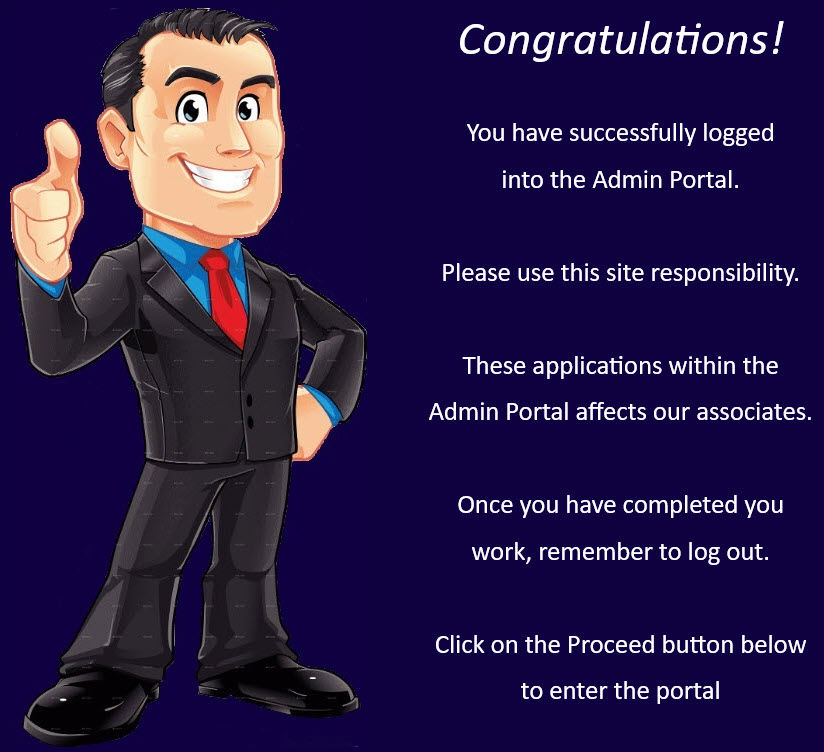 Congratulations!
You have successfully logged
into the Admin Portal.
Please use this site responsibility.
These applications within the
Admin Portal affects our associates.
Once you have completed you
work, remember to log out.
Click on the Proceed button below
to enter the portal